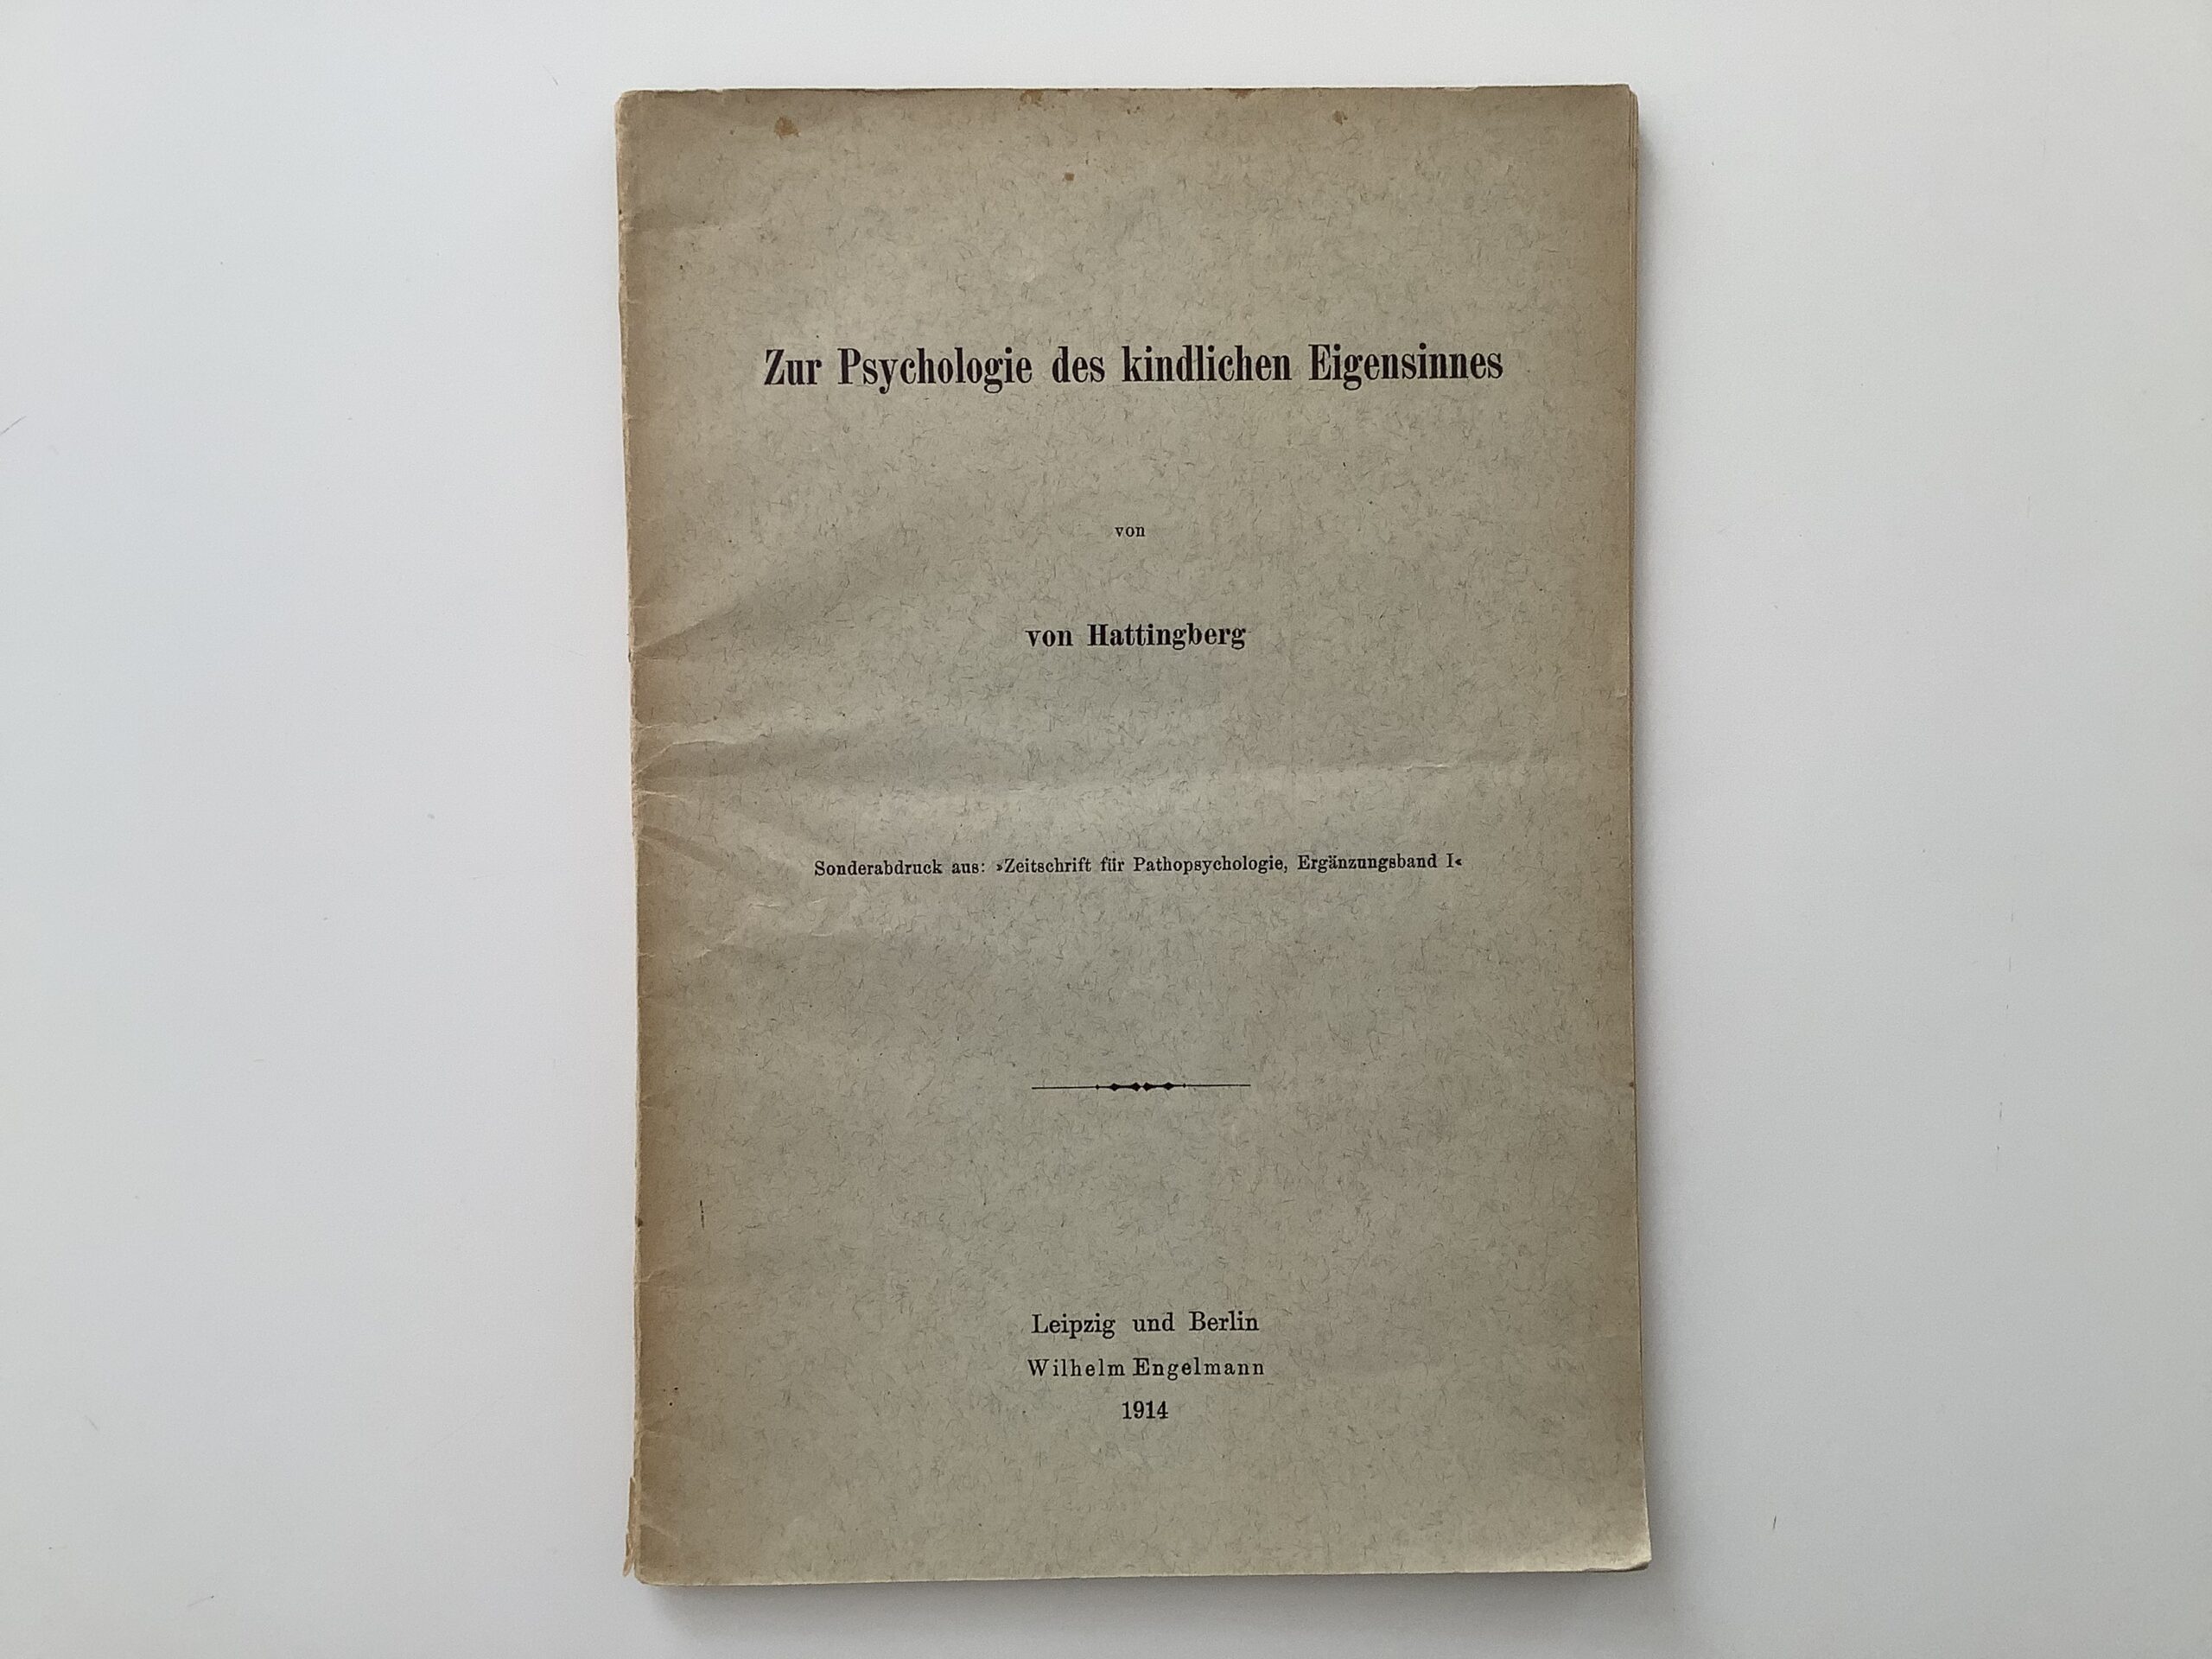 Zur Psychologie des kindlichen Eigensinnes
von
von Hattingberg
Sonderabdruck aus: »Zeitschrift für Pathopsychologie, Ergänzungsband I«
Leipzig und Berlin
Wilhelm Engelmann
1914